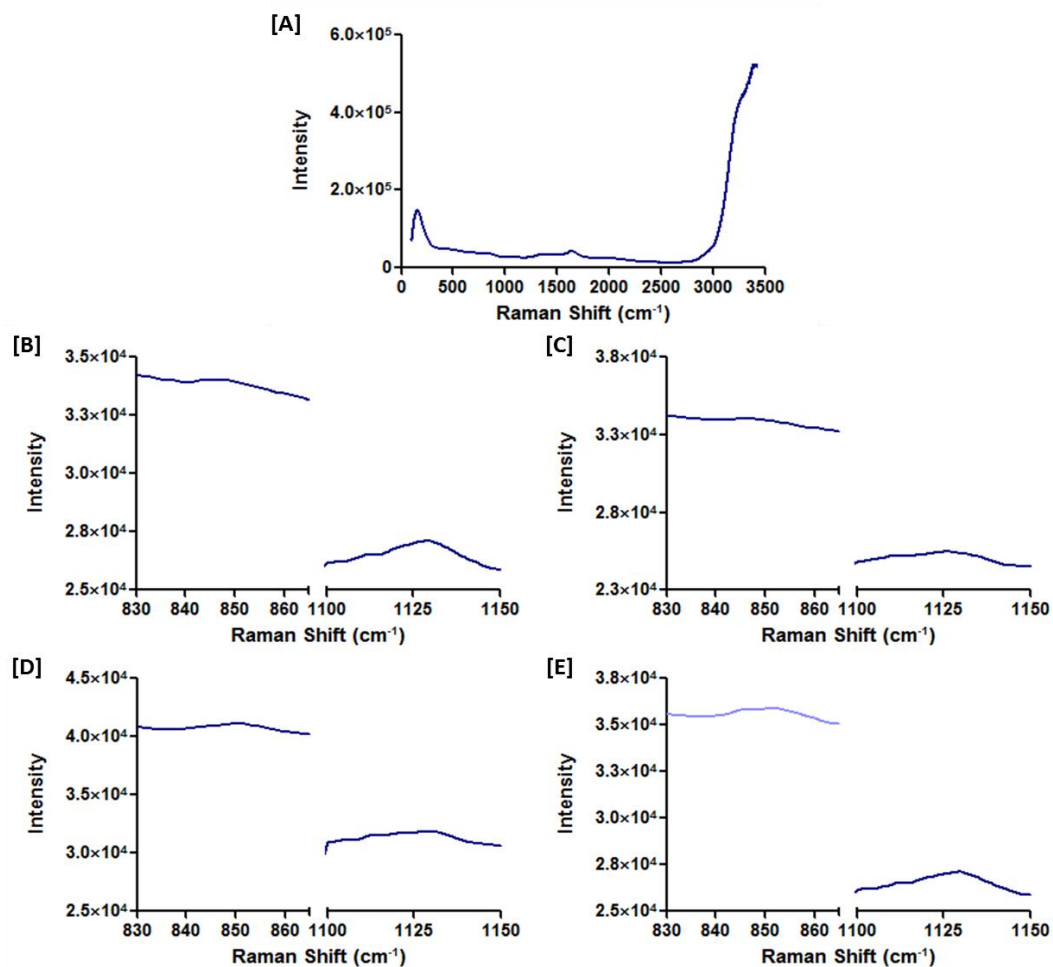 [A]
6.0×10⁵
4.0×10⁵
2.0×10⁵
0
Intensity
0 500 1000 1500 2000 2500 3000 3500
Raman Shift (cm⁻¹)
[B]
3.5×10⁴
3.3×10⁴
3.0×10⁴
2.8×10⁴
2.5×10⁴
Intensity
830 840 850 860 1100 1125 1150
Raman Shift (cm⁻¹)
[C]
3.8×10⁴
3.3×10⁴
2.8×10⁴
2.3×10⁴
Intensity
830 840 850 860 1100 1125 1150
Raman Shift (cm⁻¹)
[D]
4.5×10⁴
4.0×10⁴
3.5×10⁴
3.0×10⁴
2.5×10⁴
Intensity
830 840 850 860 1100 1125 1150
Raman Shift (cm⁻¹)
[E]
3.8×10⁴
3.5×10⁴
3.3×10⁴
3.0×10⁴
2.8×10⁴
2.5×10⁴
Intensity
830 840 850 860 1100 1125 1150
Raman Shift (cm⁻¹)